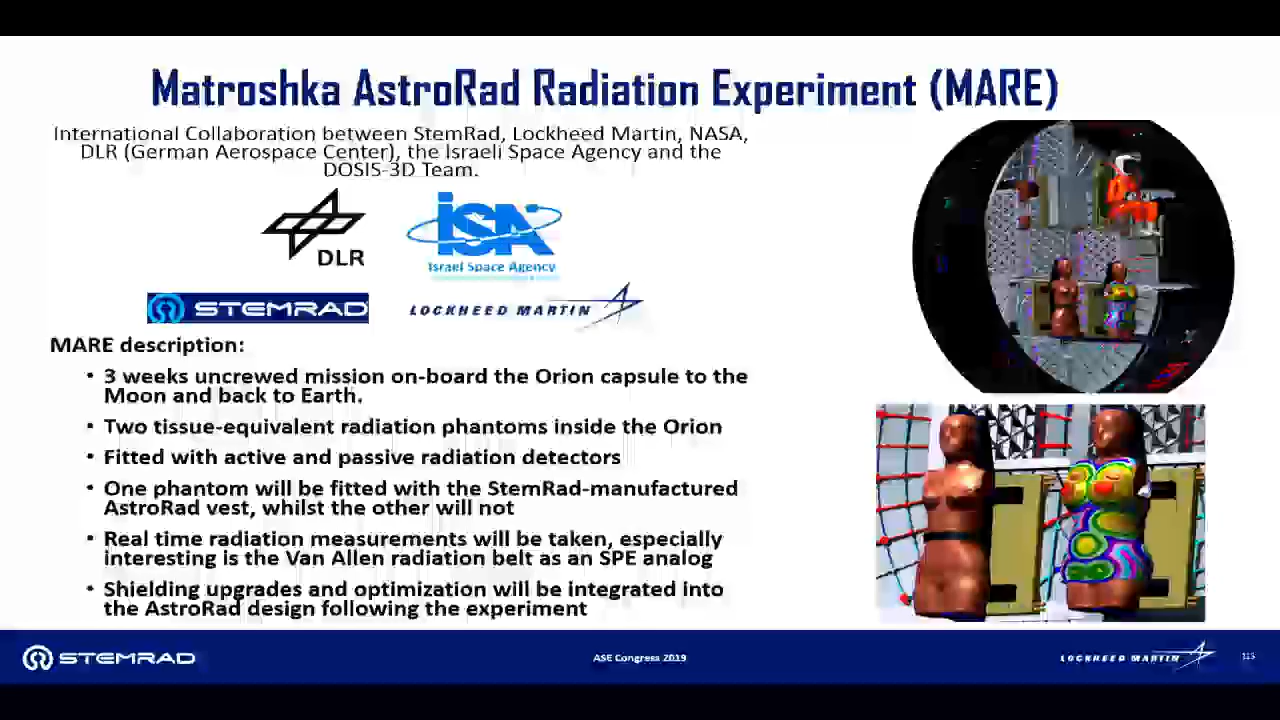 Matroshka AstroRad Radiation Experiment (MARE)
International Collaboration between StemRad, Lockheed Martin, NASA,
DLR (German Aerospace Center), the Israeli Space Agency and the
DOSIS-3D Team.
DLR
iSA
Israel Space Agency
STEMRAD
LOCKHEED MARTIN
MARE description:
• 3 weeks uncrewed mission on-board the Orion capsule to the
Moon and back to Earth.
• Two tissue-equivalent radiation phantoms inside the Orion
• Fitted with active and passive radiation detectors
• One phantom will be fitted with the StemRad-manufactured
AstroRad vest, whilst the other will not
• Real time radiation measurements will be taken, especially
interesting is the Van Allen radiation belt as an SPE analog
• Shielding upgrades and optimization will be integrated into
the AstroRad design following the experiment
STEMRAD
ASE Congress 2019
LOCKHEED MARTIN